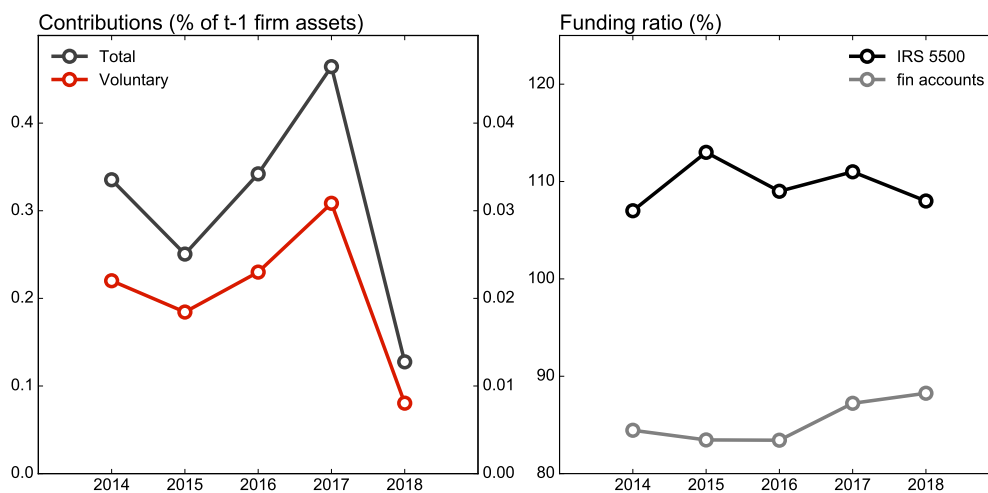 Contributions (% of t-1 firm assets)
Total
Voluntary
0.4
0.3
0.2
0.1
0.0
0.04
0.03
0.02
0.01
0.00
2014 2015 2016 2017 2018
Funding ratio (%)
IRS 5500
fin accounts
120
110
100
90
80
2014 2015 2016 2017 2018